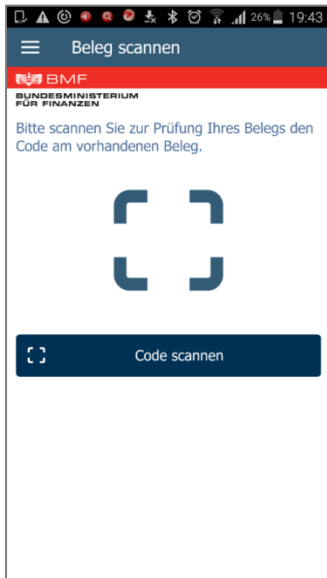 26% 19:43
Beleg scannen
BMF
BUNDESMINISTERIUM
FÜR FINANZEN
Bitte scannen Sie zur Prüfung Ihres Belegs den
Code am vorhandenen Beleg.
Code scannen